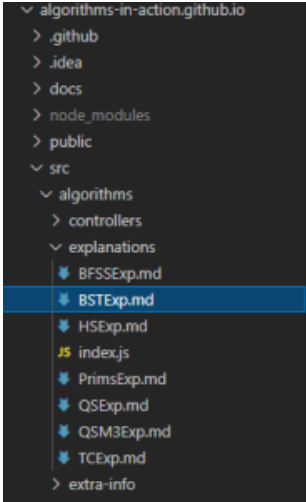 algorithms-in-action.github.io
.github
.idea
docs
node_modules
public
src
algorithms
controllers
explanations
BFSSExp.md
BSTExp.md
HSExp.md
JS index.js
PrimsExp.md
QSExp.md
QSM3Exp.md
TCExp.md
extra-info